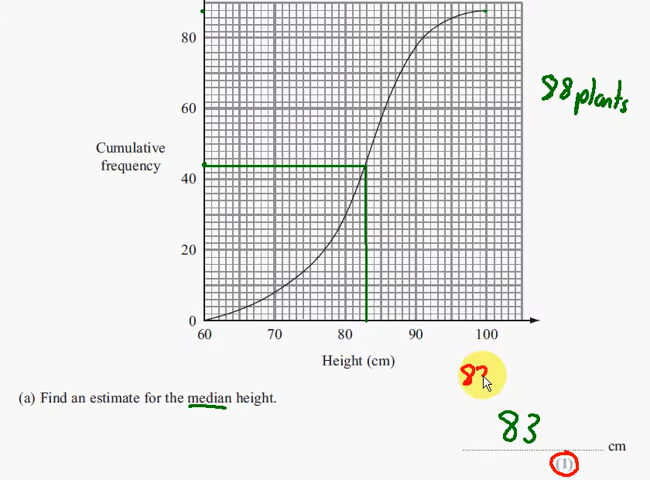 80
88 plants
60
Cumulative
frequency
40
20
0
60 70 80 90 100
Height (cm)
(a) Find an estimate for the median height.
83
cm
(1)